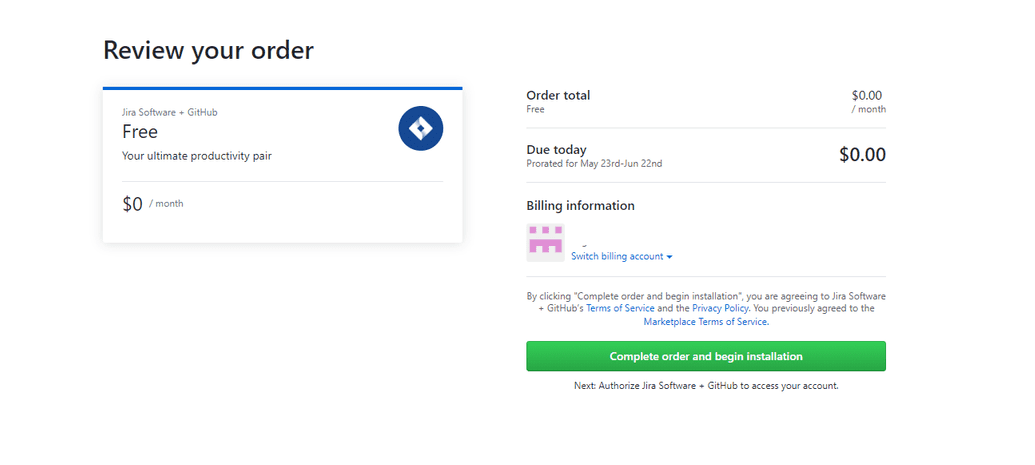 Review your order
Jira Software + GitHub
Free
Your ultimate productivity pair
$0 / month
Order total
$0.00
Free
/ month
Due today
Prorated for May 23rd-Jun 22nd
$0.00
Billing information
Switch billing account
By clicking "Complete order and begin installation", you are agreeing to Jira Software
+ GitHub's Terms of Service and the Privacy Policy. You previously agreed to the
Marketplace Terms of Service.
Complete order and begin installation
Next: Authorize Jira Software + GitHub to access your account.